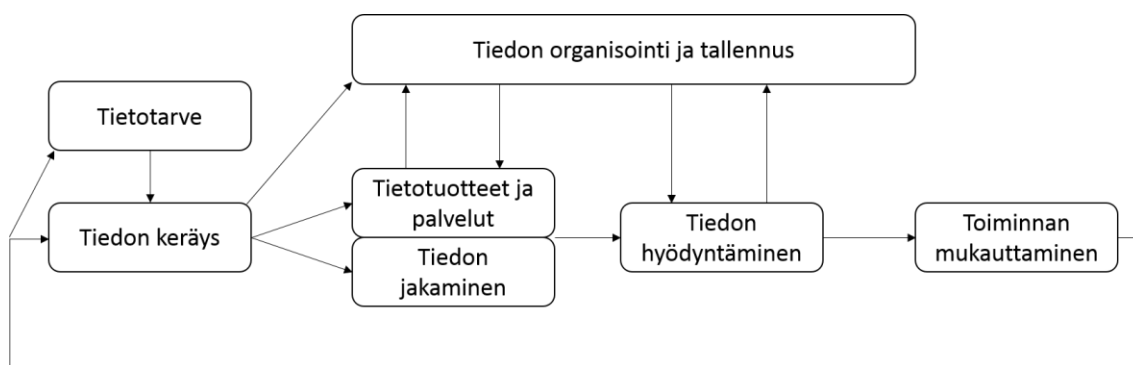 Tiedon organisointi ja tallennus
Tietotarve
Tiedon keräys
Tietotuotteet ja
palvelut
Tiedon
jakaminen
Tiedon
hyödyntäminen
Toiminnan
mukauttaminen